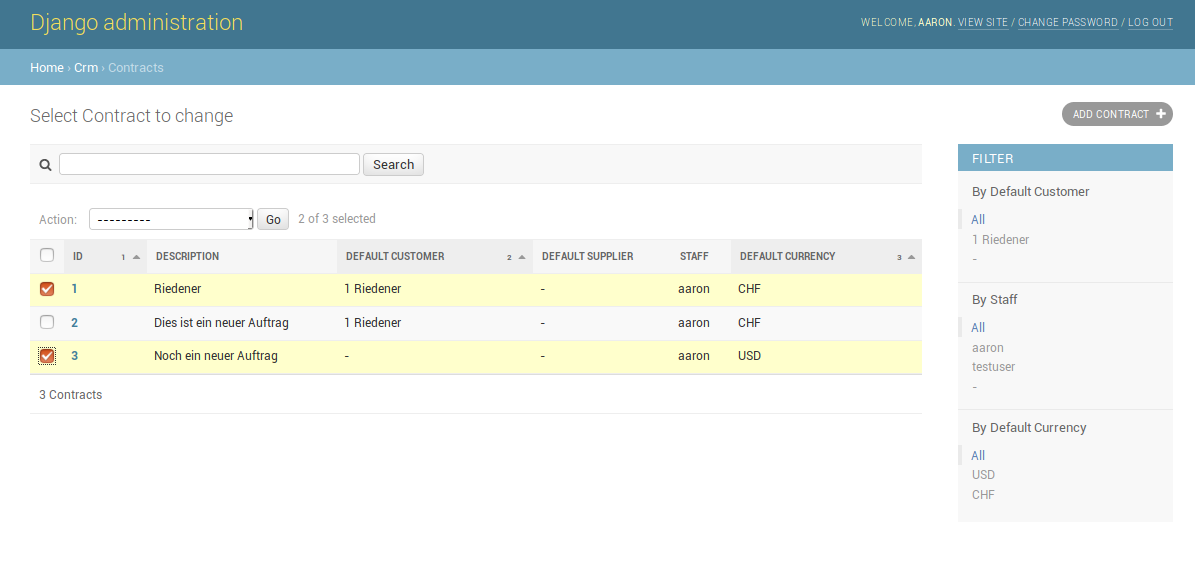 Django administration
WELCOME, AARON. VIEW SITE / CHANGE PASSWORD / LOG OUT
Home › Crm › Contracts
Select Contract to change
ADD CONTRACT +
Search
Action: --------- Go 2 of 3 selected
ID 1 DESCRIPTION DEFAULT CUSTOMER 2 DEFAULT SUPPLIER STAFF DEFAULT CURRENCY 3
1 Riedener 1 Riedener - aaron CHF
2 Dies ist ein neuer Auftrag 1 Riedener - aaron CHF
3 Noch ein neuer Auftrag - - aaron USD
3 Contracts
FILTER
By Default Customer
All
1 Riedener
-
By Staff
All
aaron
testuser
-
By Default Currency
All
USD
CHF